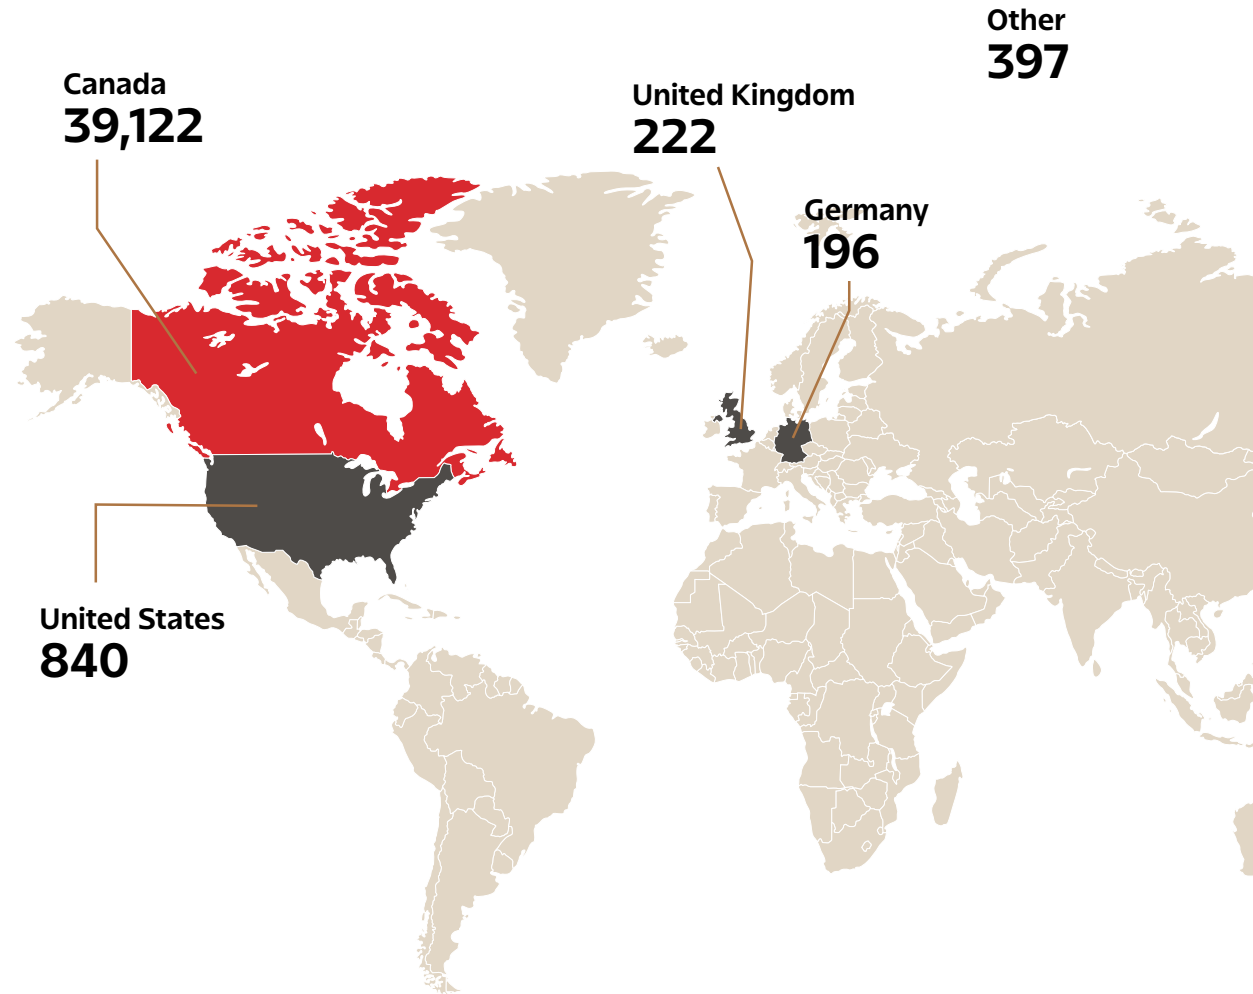 Other
397
Canada
39,122
United Kingdom
222
Germany
196
United States
840